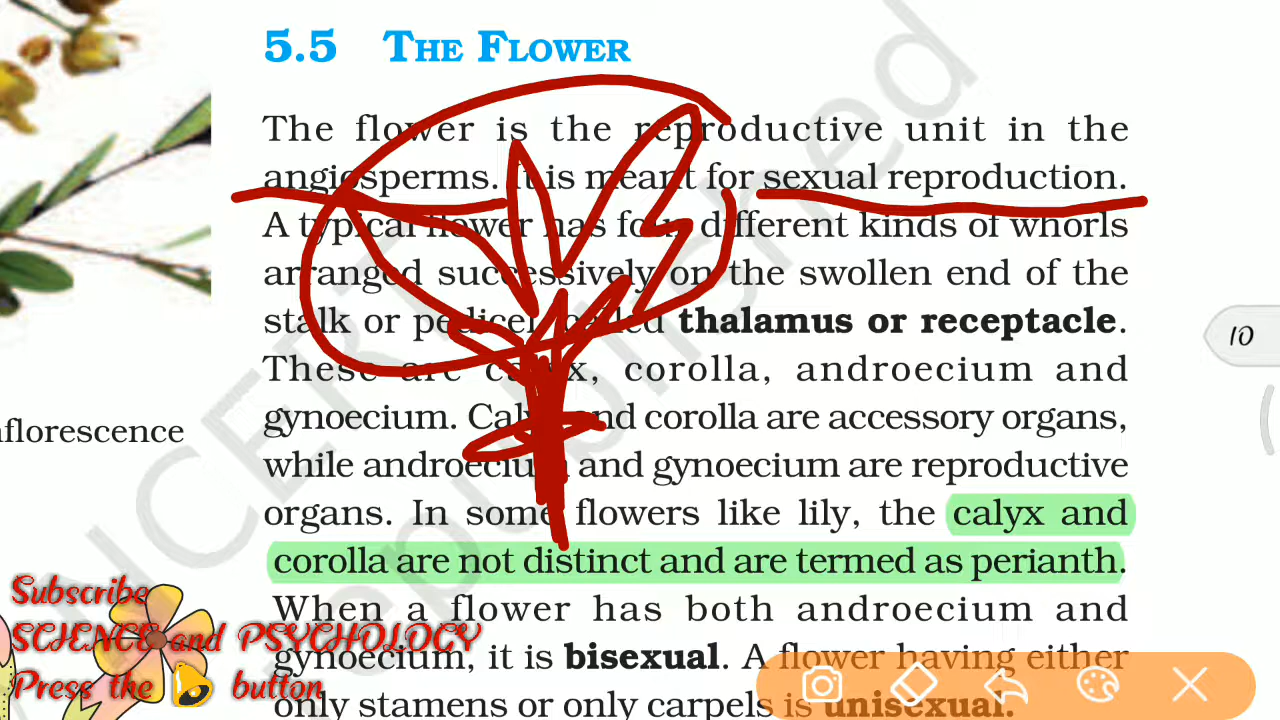 5.5 THE FLOWER
The flower is the reproductive unit in the
angiosperms. It is meant for sexual reproduction.
A typical flower has four different kinds of whorls
arranged successively on the swollen end of the
stalk or pedicel, called thalamus or receptacle.
These are calyx, corolla, androecium and
gynoecium. Calyx and corolla are accessory organs,
while androecium and gynoecium are reproductive
organs. In some flowers like lily, the calyx and
corolla are not distinct and are termed as perianth.
When a flower has both androecium and
gynoecium, it is bisexual. A flower having either
only stamens or only carpels is unisexual.
nflorescence
10
Subscribe
SCIENCE and PSYCHOLOGY
Press the button
NCERT
republished